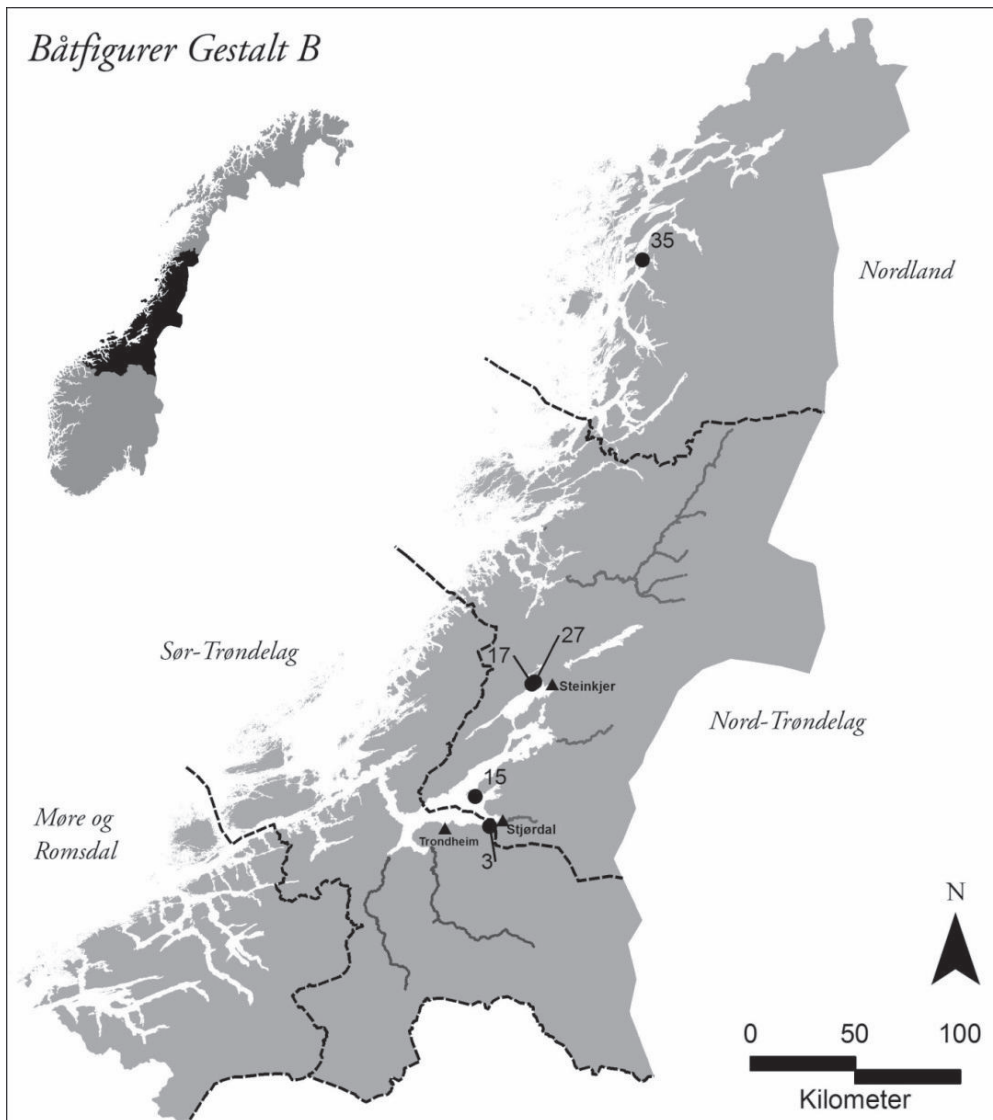 Båtfigurer Gestalt B
35
Nordland
Sør-Trøndelag
27
17
Steinkjer
Nord-Trøndelag
15
Møre og
Romsdal
Stjørdal
Trondheim
3
N
0 50 100
Kilometer